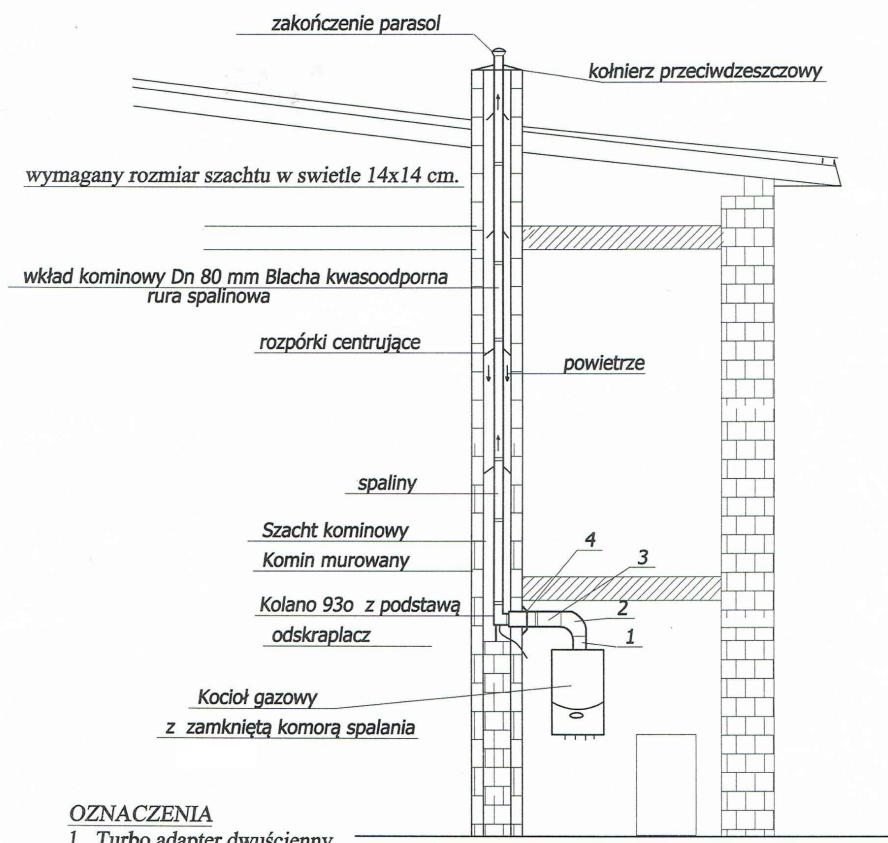 zakończenie parasol
kołnierz przeciwdzeszczowy
wymagany rozmiar szachtu w swietle 14x14 cm.
wkład kominowy Dn 80 mm Blacha kwasoodporna
rura spalinowa
rozpórki centrujące
powietrze
spaliny
Szacht kominowy
4
Komin murowany
3
Kolano 93o z podstawą
2
odskraplacz
1
Kocioł gazowy
z zamkniętą komorą spalania
OZNACZENIA
1. Turbo adapter dwuścienny